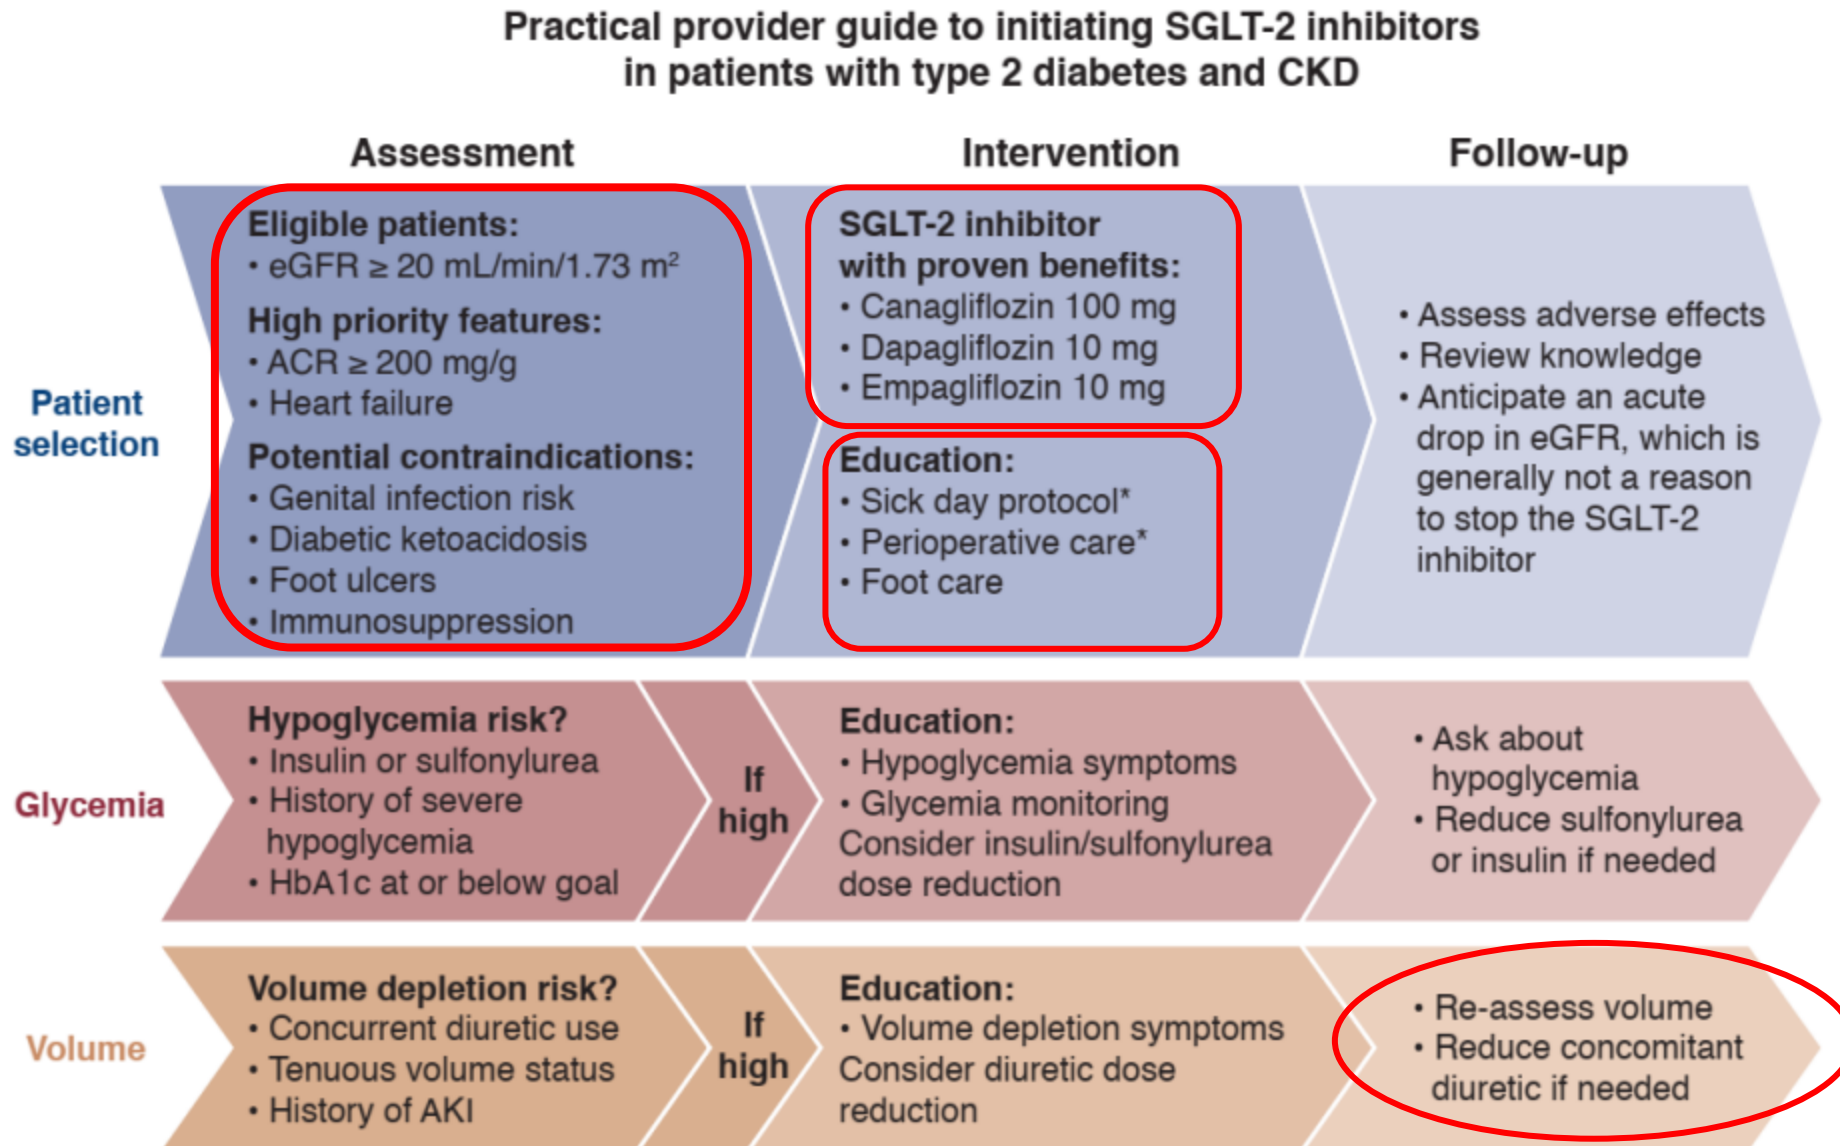 Practical provider guide to initiating SGLT-2 inhibitors
in patients with type 2 diabetes and CKD
Assessment
Intervention
Follow-up
Patient
selection
Eligible patients:
• eGFR ≥ 20 mL/min/1.73 m²
High priority features:
• ACR ≥ 200 mg/g
• Heart failure
Potential contraindications:
• Genital infection risk
• Diabetic ketoacidosis
• Foot ulcers
• Immunosuppression
SGLT-2 inhibitor
with proven benefits:
• Canagliflozin 100 mg
• Dapagliflozin 10 mg
• Empagliflozin 10 mg
Education:
• Sick day protocol*
• Perioperative care*
• Foot care
• Assess adverse effects
• Review knowledge
• Anticipate an acute
drop in eGFR, which is
generally not a reason
to stop the SGLT-2
inhibitor
Glycemia
Hypoglycemia risk?
• Insulin or sulfonylurea
• History of severe
hypoglycemia
• HbA1c at or below goal
If
high
Education:
• Hypoglycemia symptoms
• Glycemia monitoring
Consider insulin/sulfonylurea
dose reduction
• Ask about
hypoglycemia
• Reduce sulfonylurea
or insulin if needed
Volume
Volume depletion risk?
• Concurrent diuretic use
• Tenuous volume status
• History of AKI
If
high
Education:
• Volume depletion symptoms
Consider diuretic dose
reduction
• Re-assess volume
• Reduce concomitant
diuretic if needed